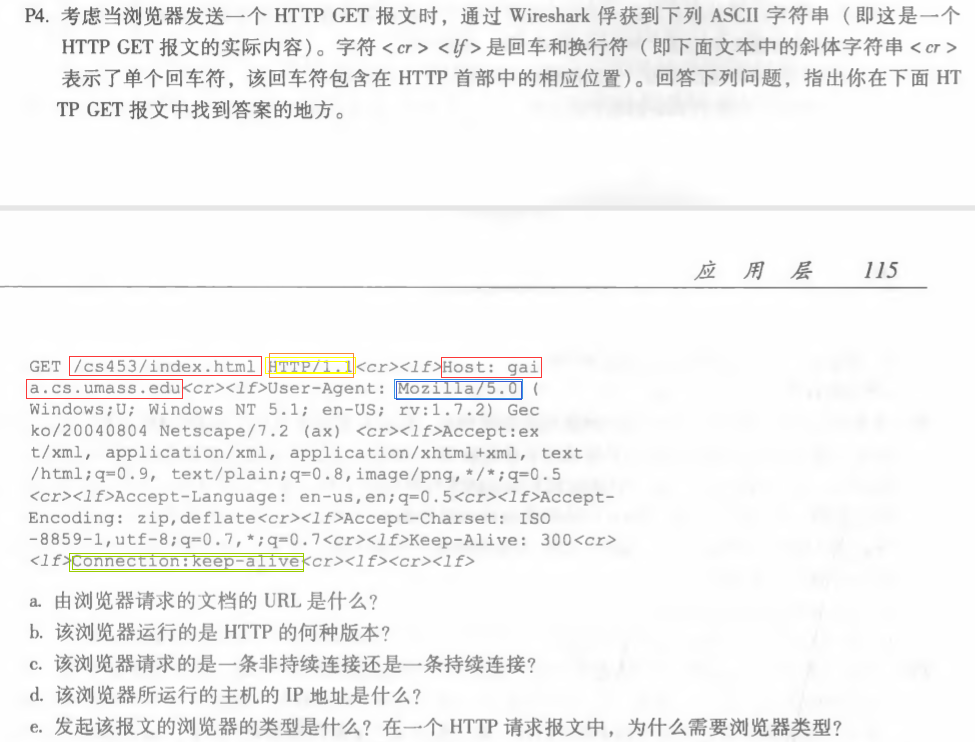 P4. 考虑当浏览器发送一个 HTTP GET 报文时，通过 Wireshark 俘获到下列 ASCII 字符串（即这是一个
HTTP GET 报文的实际内容）。字符 <cr> <lf> 是回车和换行符（即下面文本中的斜体字符串 <cr>
表示了单个回车符，该回车符包含在 HTTP 首部中的相应位置）。回答下列问题，指出你在下面 HT
TP GET 报文中找到答案的地方。
应 用 层 115
GET /cs453/index.html HTTP/1.1<cr><lf>Host: gai
a.cs.umass.edu<cr><lf>User-Agent: Mozilla/5.0 (
Windows;U; Windows NT 5.1; en-US; rv:1.7.2) Gec
ko/20040804 Netscape/7.2 (ax) <cr><lf>Accept:ex
t/xml, application/xml, application/xhtml+xml, text
/html;q=0.9, text/plain;q=0.8,image/png,*/*;q=0.5
<cr><lf>Accept-Language: en-us,en;q=0.5<cr><lf>Accept-
Encoding: zip,deflate<cr><lf>Accept-Charset: ISO
-8859-1,utf-8;q=0.7,*;q=0.7<cr><lf>Keep-Alive: 300<cr>
<lf>Connection:keep-alive<cr><lf><cr><lf>
a. 由浏览器请求的文档的 URL 是什么？
b. 该浏览器运行的是 HTTP 的何种版本？
c. 该浏览器请求的是一条非持续连接还是一条持续连接？
d. 该浏览器所运行的主机的 IP 地址是什么？
e. 发起该报文的浏览器的类型是什么？在一个 HTTP 请求报文中，为什么需要浏览器类型？